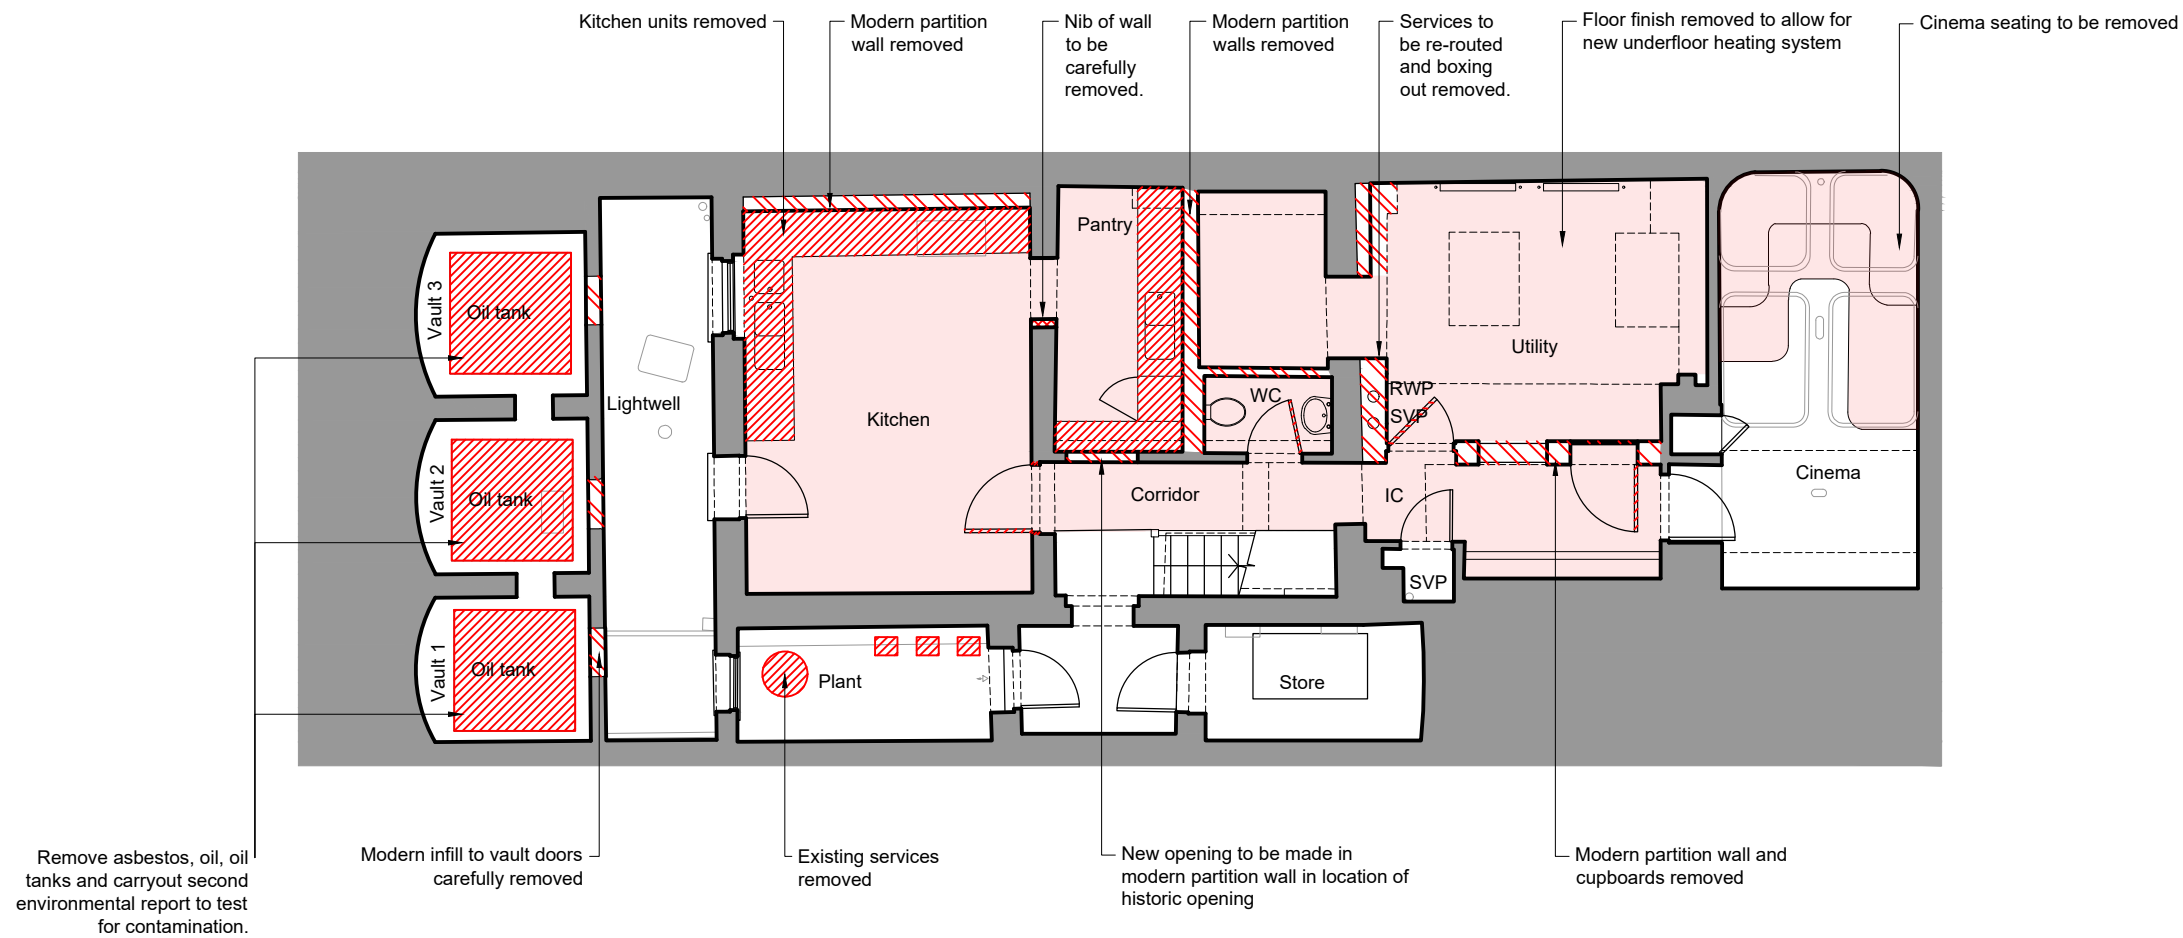 Kitchen units removed
Modern partition
wall removed
Nib of wall
to be
carefully
removed.
Modern partition
walls removed
Services to
be re-routed
and boxing
out removed.
Floor finish removed to allow for
new underfloor heating system
Cinema seating to be removed
Vault 3
Oil tank
Vault 2
Oil tank
Vault 1
Oil tank
Lightwell
Kitchen
Pantry
WC
RWP
SVP
Utility
Corridor
IC
SVP
Cinema
Plant
Store
Remove asbestos, oil, oil
tanks and carryout second
environmental report to test
for contamination.
Modern infill to vault doors
carefully removed
Existing services
removed
New opening to be made in
modern partition wall in location of
historic opening
Modern partition wall and
cupboards removed